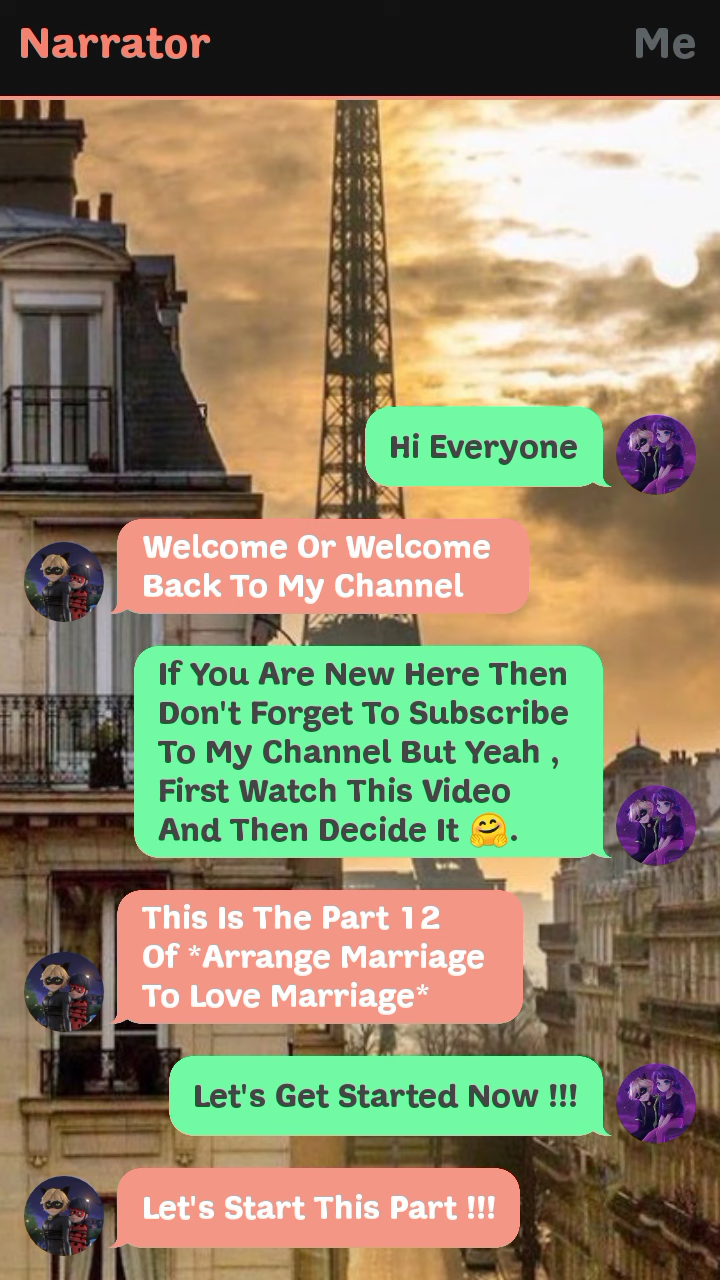 Narrator
Me
Hi Everyone
Welcome Or Welcome
Back To My Channel
If You Are New Here Then
Don't Forget To Subscribe
To My Channel But Yeah ,
First Watch This Video
And Then Decide It 🤗.
This Is The Part 12
Of *Arrange Marriage
To Love Marriage*
Let's Get Started Now !!!
Let's Start This Part !!!